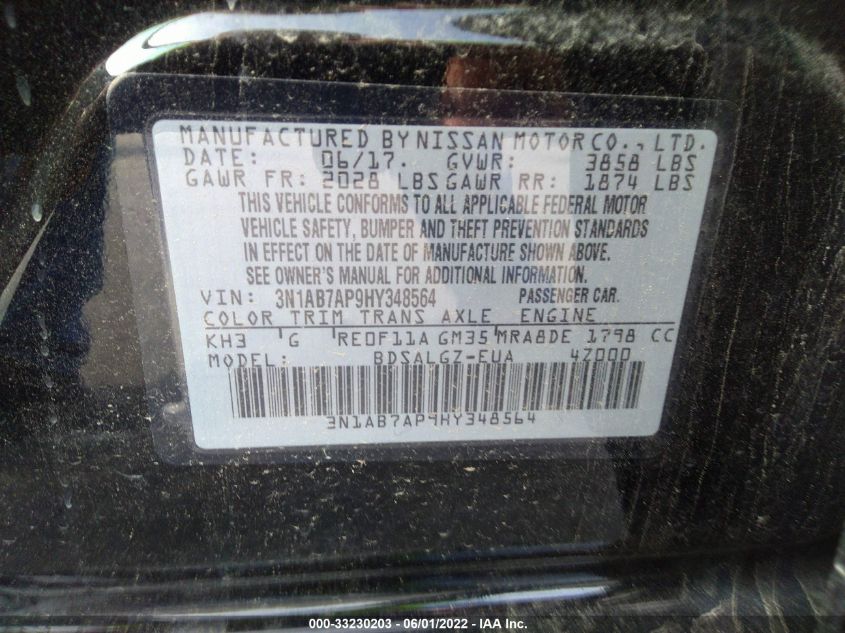 MANUFACTURED BY NISSAN MOTOR CO., LTD.
DATE: 06/17. GVWR: 3858 LBS
GAWR FR: 2028 LBS GAWR RR: 1874 LBS
THIS VEHICLE CONFORMS TO ALL APPLICABLE FEDERAL MOTOR
VEHICLE SAFETY, BUMPER AND THEFT PREVENTION STANDARDS
IN EFFECT ON THE DATE OF MANUFACTURE SHOWN ABOVE.
SEE OWNER'S MANUAL FOR ADDITIONAL INFORMATION.
VIN: 3N1AB7AP9HY348564 PASSENGER CAR.
COLOR TRIM TRANS AXLE ENGINE
KH3 G RE0F11A GM35 MRA8DE 1798 CC
MODEL: BDSALGZ-EUA 4Z000
3N1AB7AP9HY348564
000-33230203 - 06/01/2022 - IAA Inc.